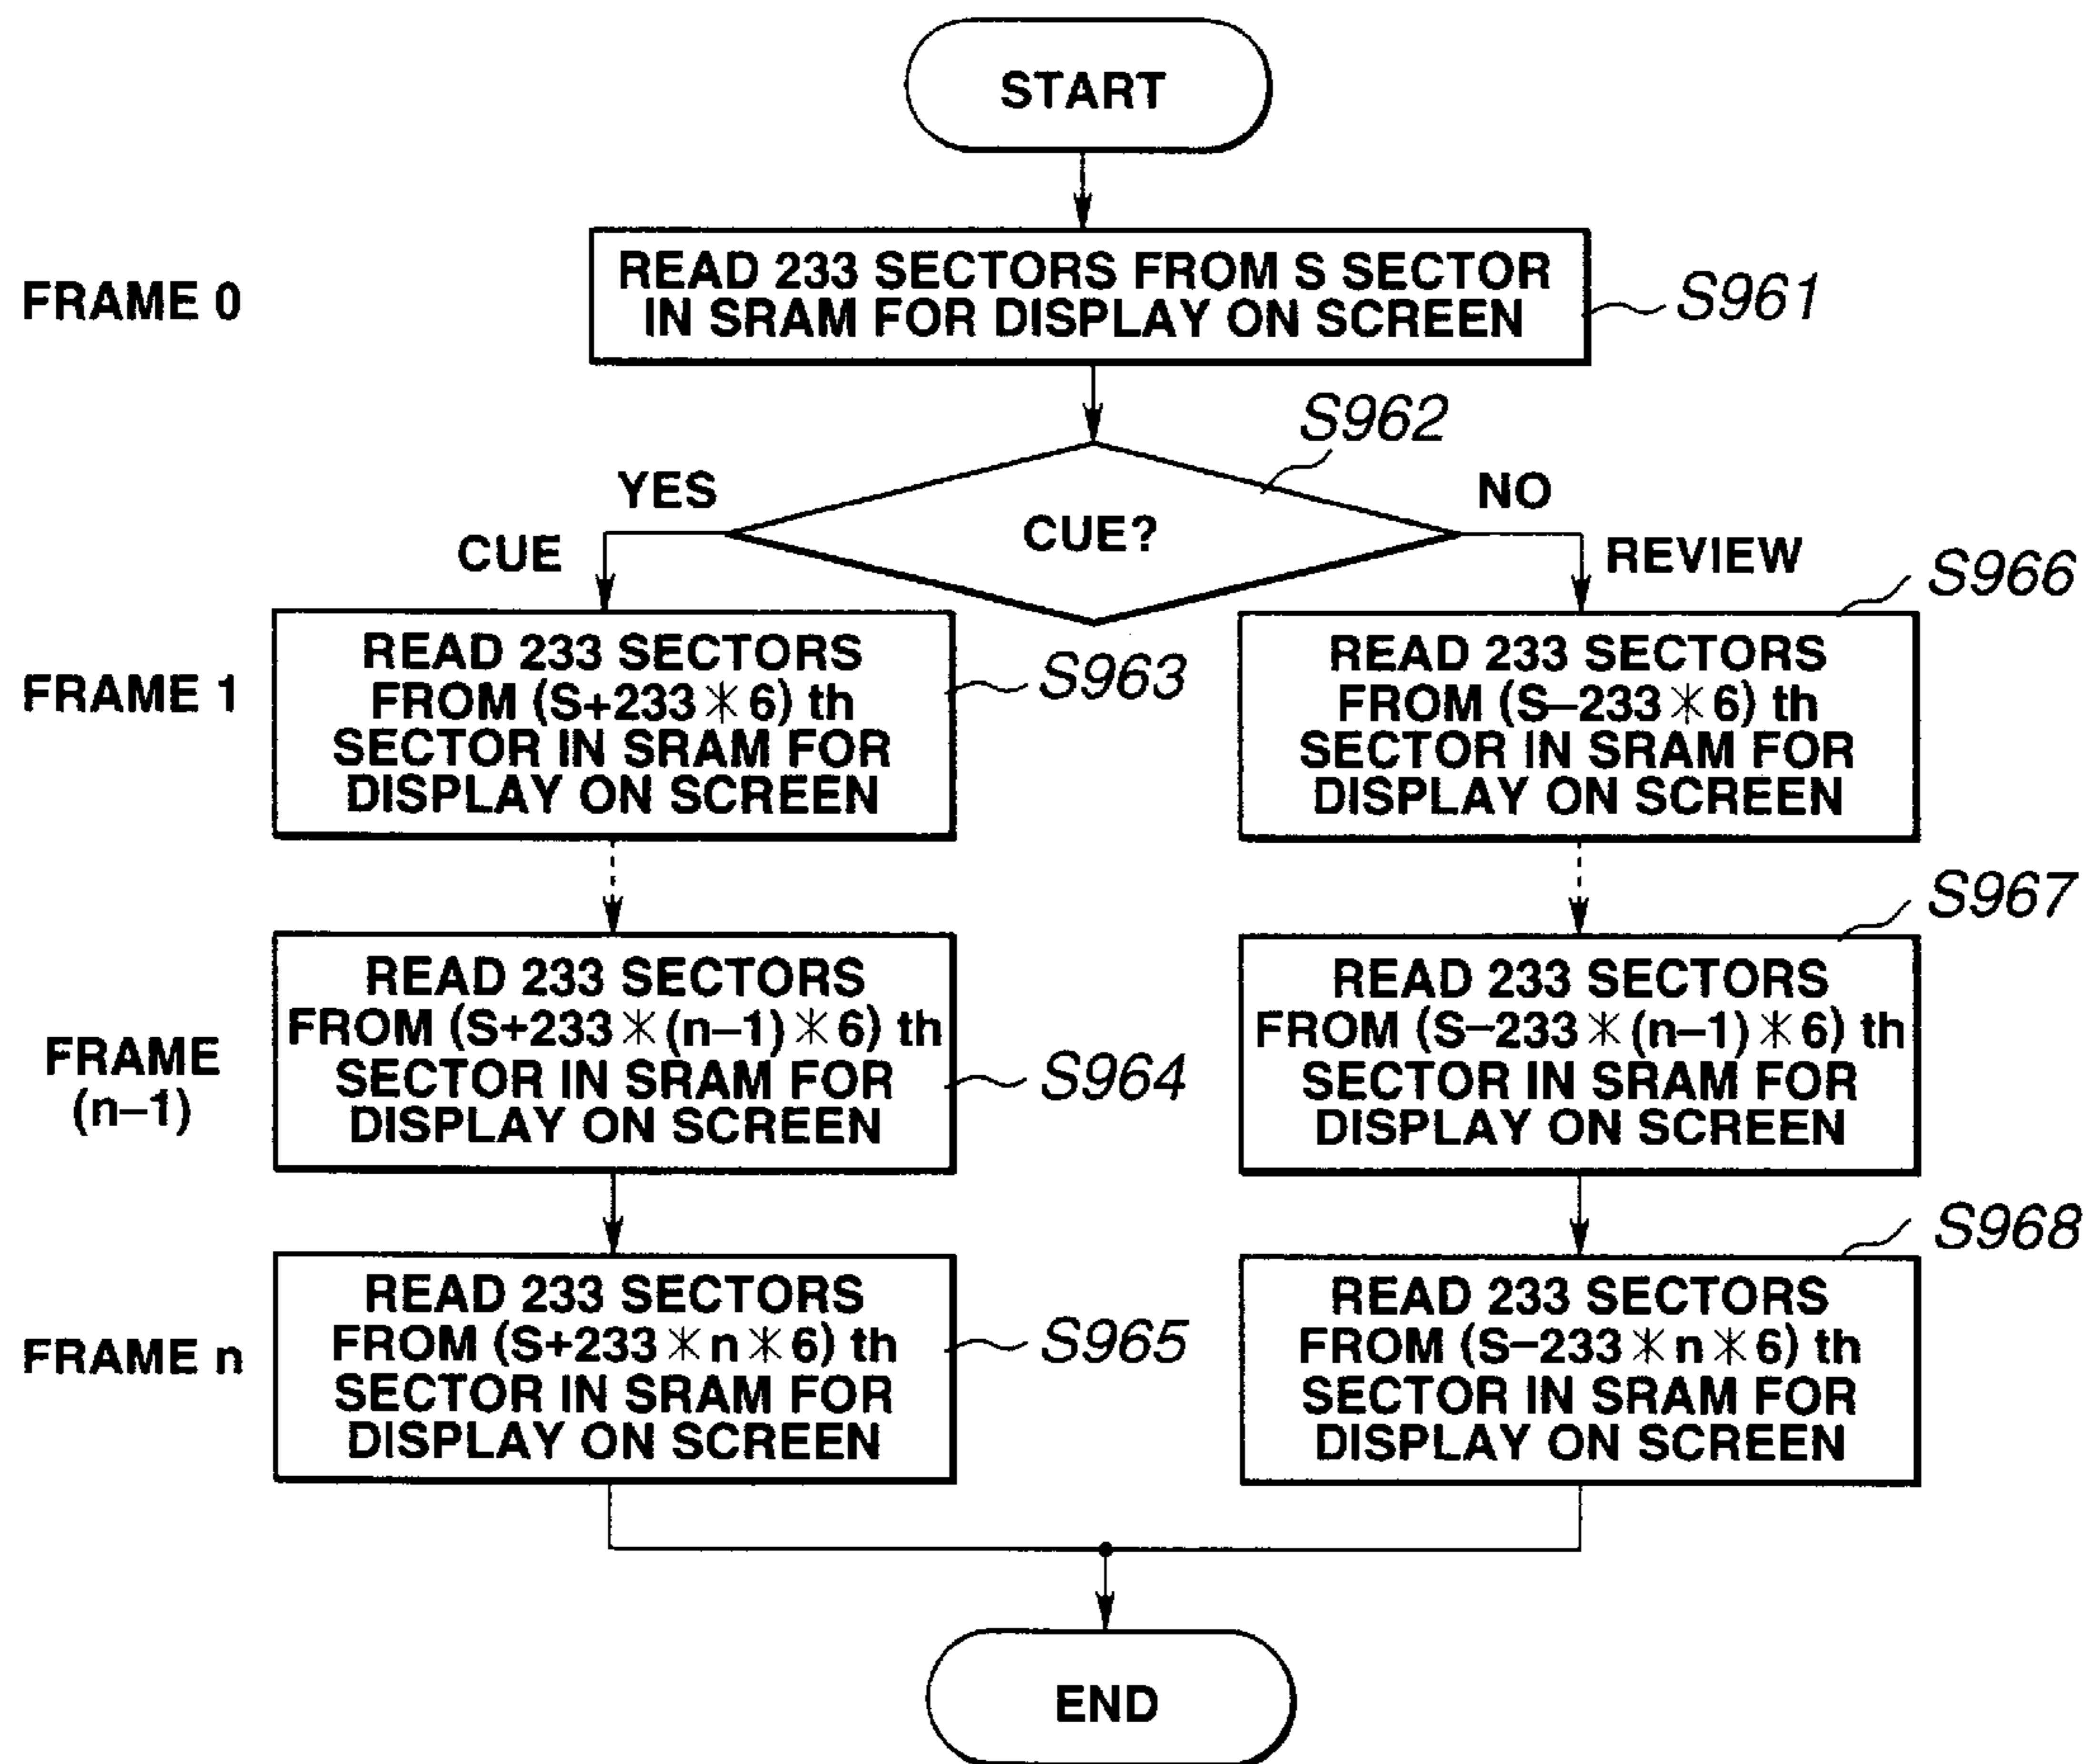 START
FRAME 0
READ 233 SECTORS FROM S SECTOR
IN SRAM FOR DISPLAY ON SCREEN
S961
S962
YES
NO
CUE?
CUE
REVIEW
FRAME 1
READ 233 SECTORS
FROM (S+233＊6) th
SECTOR IN SRAM FOR
DISPLAY ON SCREEN
S963
READ 233 SECTORS
FROM (S–233＊6) th
SECTOR IN SRAM FOR
DISPLAY ON SCREEN
S966
FRAME
(n–1)
READ 233 SECTORS
FROM (S+233＊(n–1)＊6) th
SECTOR IN SRAM FOR
DISPLAY ON SCREEN
S964
READ 233 SECTORS
FROM (S–233＊(n–1)＊6) th
SECTOR IN SRAM FOR
DISPLAY ON SCREEN
S967
FRAME n
READ 233 SECTORS
FROM (S+233＊n＊6) th
SECTOR IN SRAM FOR
DISPLAY ON SCREEN
S965
READ 233 SECTORS
FROM (S–233＊n＊6) th
SECTOR IN SRAM FOR
DISPLAY ON SCREEN
S968
END